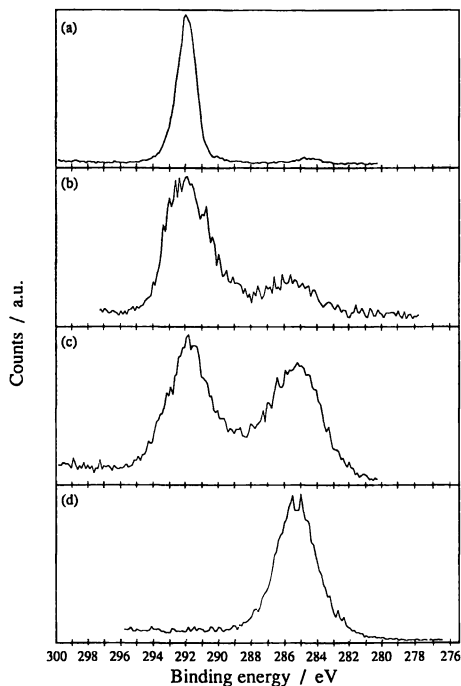 (a)
(b)
(c)
(d)
Counts / a.u.
300 298 296 294 292 290 288 286 284 282 280 278 276
Binding energy / eV